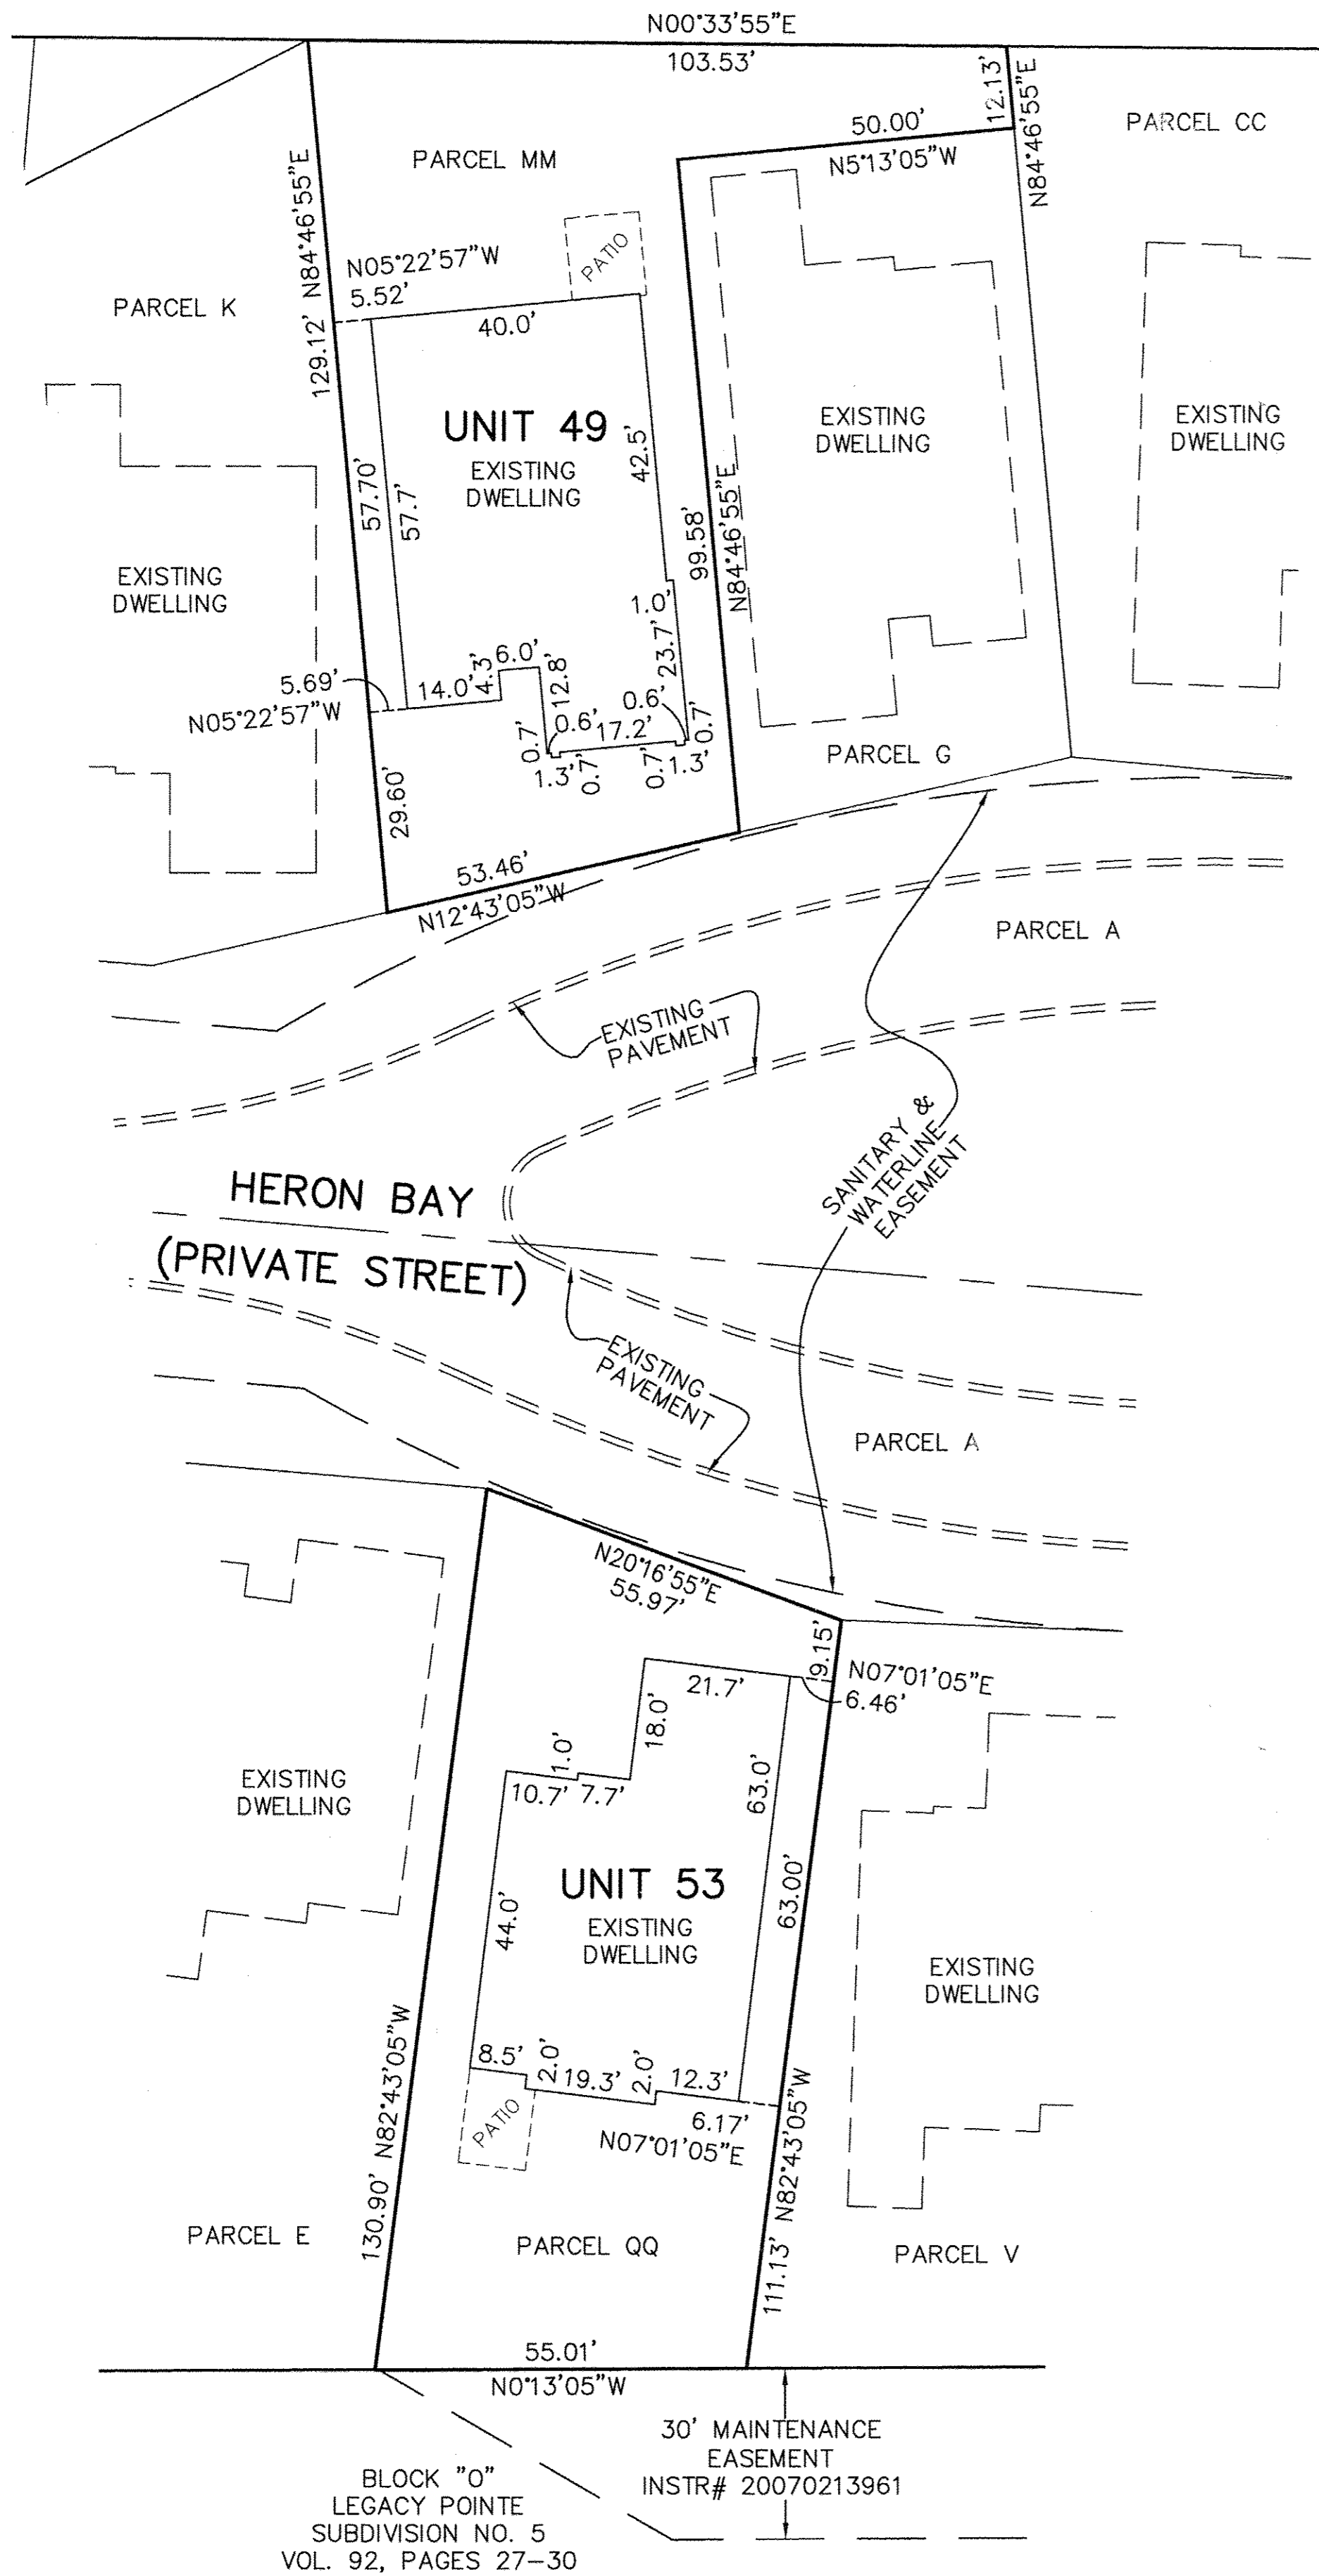 N00°33'55"E
103.53'
12.13'
N84°46'55"E
PARCEL CC
50.00'
N5°13'05"W
PARCEL MM
129.12' N84°46'55"E
PATIO
N05°22'57"W
5.52'
40.0'
PARCEL K
UNIT 49
EXISTING
DWELLING
42.5'
57.70'
57.7'
99.58'
N84°46'55"E
EXISTING
DWELLING
EXISTING
DWELLING
EXISTING
DWELLING
1.0'
23.7'
6.0'
4.3'
14.0'
12.8'
5.69'
N05°22'57"W
0.6'
0.7'
0.6'
17.2'
0.7'
1.3'
0.7'
0.7'
1.3'
PARCEL G
29.60'
53.46'
N12°43'05"W
PARCEL A
EXISTING
PAVEMENT
SANITARY &
WATERLINE
EASEMENT
HERON BAY
(PRIVATE STREET)
EXISTING
PAVEMENT
PARCEL A
N20°16'55"E
55.97'
9.15'
N07°01'05"E
6.46'
21.7'
18.0'
1.0'
10.7'
7.7'
63.0'
EXISTING
DWELLING
UNIT 53
EXISTING
DWELLING
44.0'
63.00'
EXISTING
DWELLING
8.5'
2.0'
19.3'
2.0'
12.3'
PATIO
6.17'
N07°01'05"E
130.90' N82°43'05"W
111.13' N82°43'05"W
PARCEL E
PARCEL QQ
PARCEL V
55.01'
N0°13'05"W
30' MAINTENANCE
EASEMENT
INSTR# 20070213961
BLOCK "O"
LEGACY POINTE
SUBDIVISION NO. 5
VOL. 92, PAGES 27-30